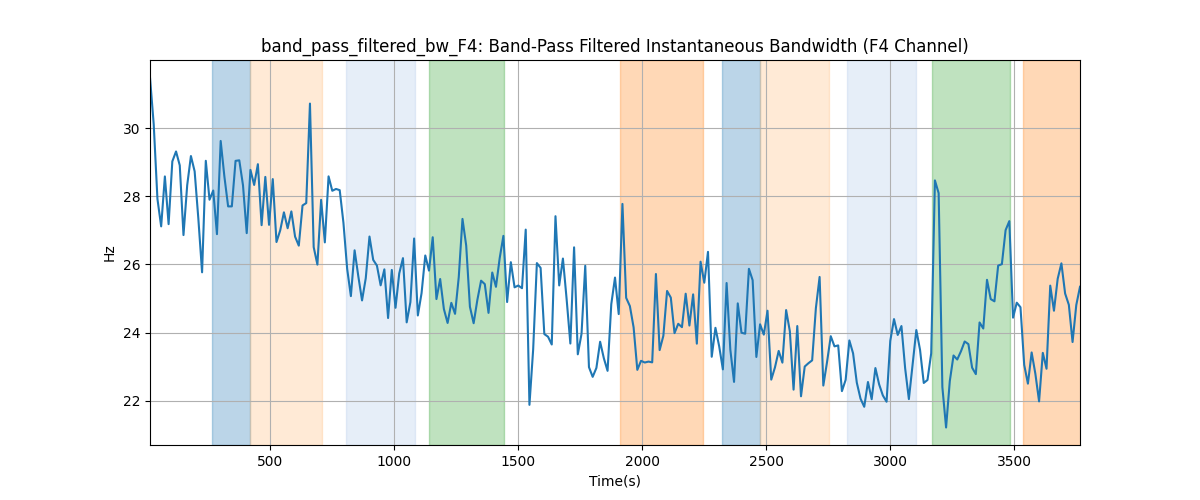 band_pass_filtered_bw_F4: Band-Pass Filtered Instantaneous Bandwidth (F4 Channel)
30
28
26
24
22
Hz
500 1000 1500 2000 2500 3000 3500
Time(s)